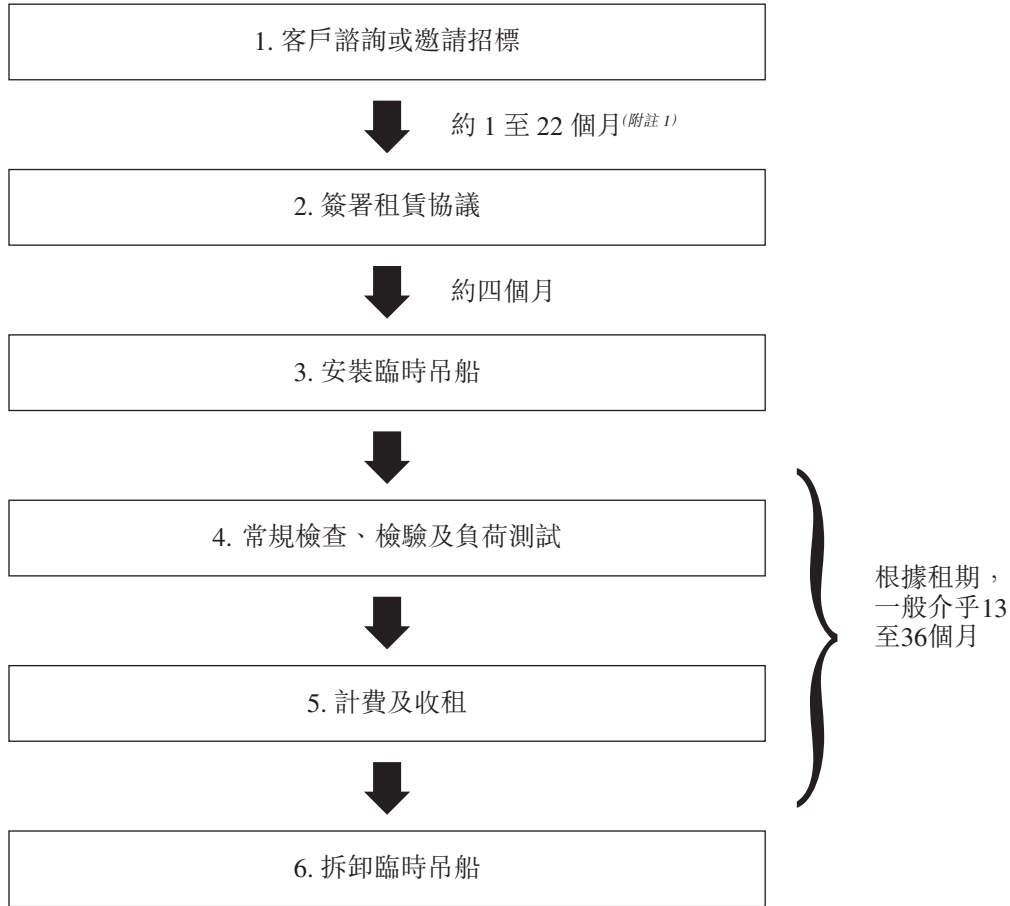 1. 客戶諮詢或邀請招標
約 1 至 22 個月(附註 1)
2. 簽署租賃協議
約四個月
3. 安裝臨時吊船
4. 常規檢查、檢驗及負荷測試
根據租期，
一般介乎13
至36個月
5. 計費及收租
6. 拆卸臨時吊船